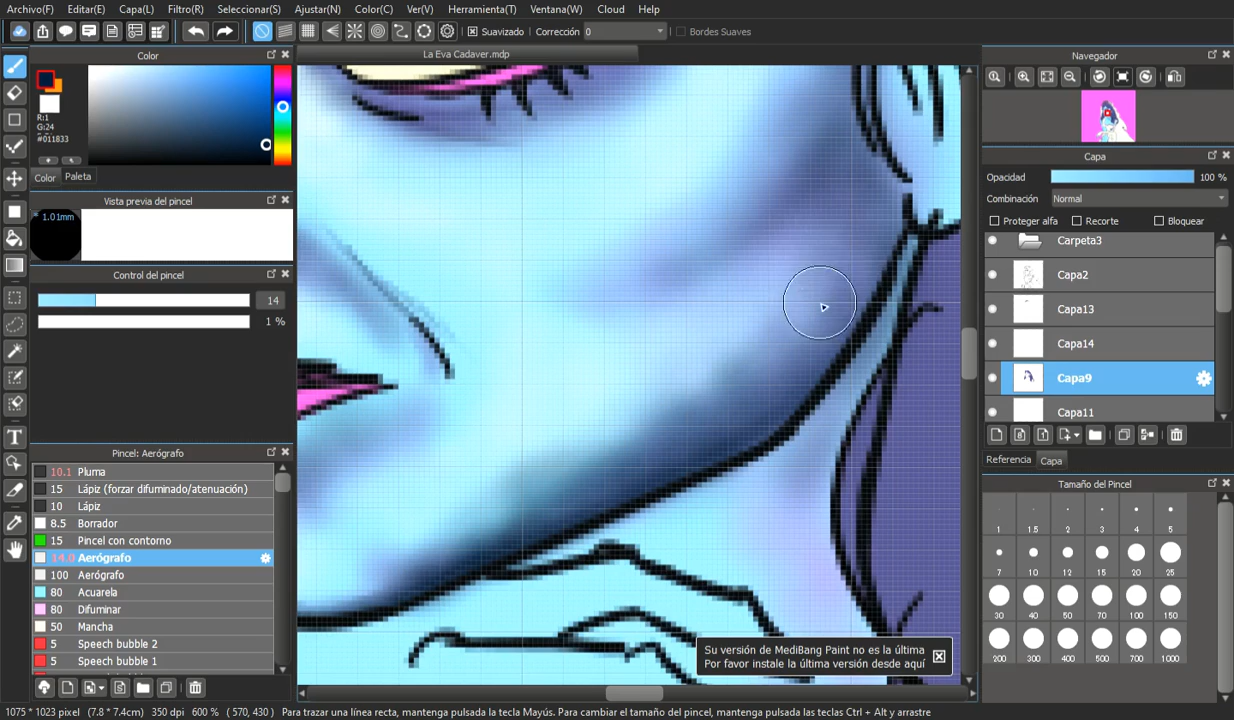 Archivo(F) Editar(E) Capa(L) Filtro(R) Seleccionar(S) Ajustar(N) Color(C) Ver(V) Herramienta(T) Ventana(W) Cloud Help
Suavizado Corrección 0 Bordes Suaves
Color
La Eva Cadaver.mdp
Navegador
R:1
G:24
#011833
Color Paleta
Vista previa del pincel
* 1.01mm
Control del pincel
14
1 %
Capa
Opacidad 100 %
Combinación Normal
Proteger alfa Recorte Bloquear
Carpeta3
Capa2
Capa13
Capa14
Capa9
Capa11
Referencia Capa
Pincel: Aerógrafo
10.1 Pluma
15 Lápiz (forzar difuminado/atenuación)
10 Lápiz
8.5 Borrador
15 Pincel con contorno
14.0 Aerógrafo
100 Aerógrafo
80 Acuarela
80 Difuminar
50 Mancha
5 Speech bubble 2
5 Speech bubble 1
Tamaño del Pincel
1 1.5 2 3 4 5
7 10 12 15 20 25
30 40 50 70 100 150
200 300 400 500 700 1000
Su versión de MediBang Paint no es la última
Por favor instale la última versión desde aquí
1075 * 1023 pixel (7.8 * 7.4cm) 350 dpi 600 % ( 570, 430 ) Para trazar una línea recta, mantenga pulsada la tecla Mayús. Para cambiar el tamaño del pincel, mantenga pulsadas las teclas Ctrl + Alt y arrastre